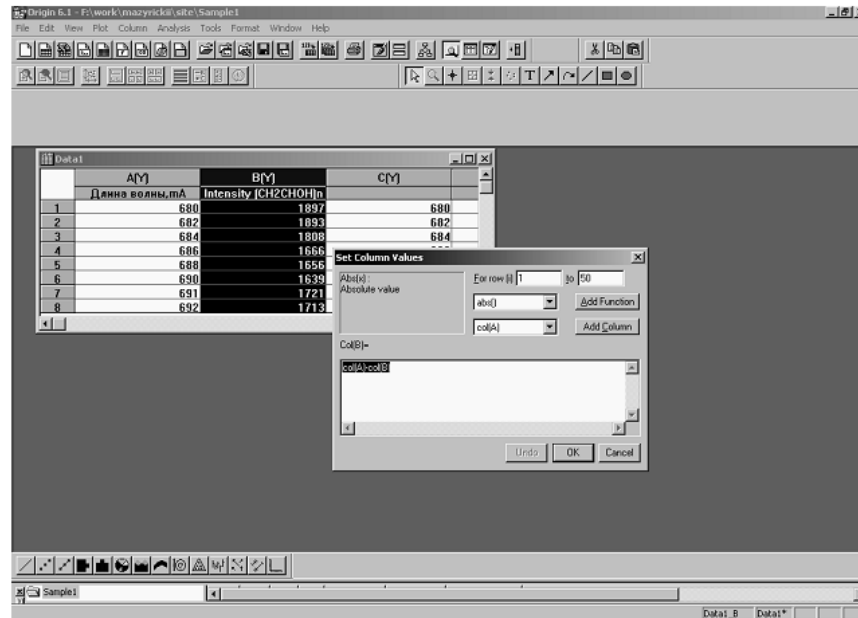 Origin 6.1 - F:\work\mazyrickii\site\Sample1
File Edit View Plot Column Analysis Tools Format Window Help
T
Data1
A(Y) B(Y) C(Y)
Длинна волны,mA Intensity [CH2CHOH]n
1 680 1897 680
2 682 1893 682
3 684 1808 684
4 686 1666
5 688 1656
6 690 1639
7 691 1721
8 692 1713
Set Column Values
Abs(x) :
Absolute value
For row (i) 1 to 50
abs() Add Function
col(A) Add Column
Col(B)=
col(A)-col(B)
Undo OK Cancel
Sample1
Data1_B Data1*